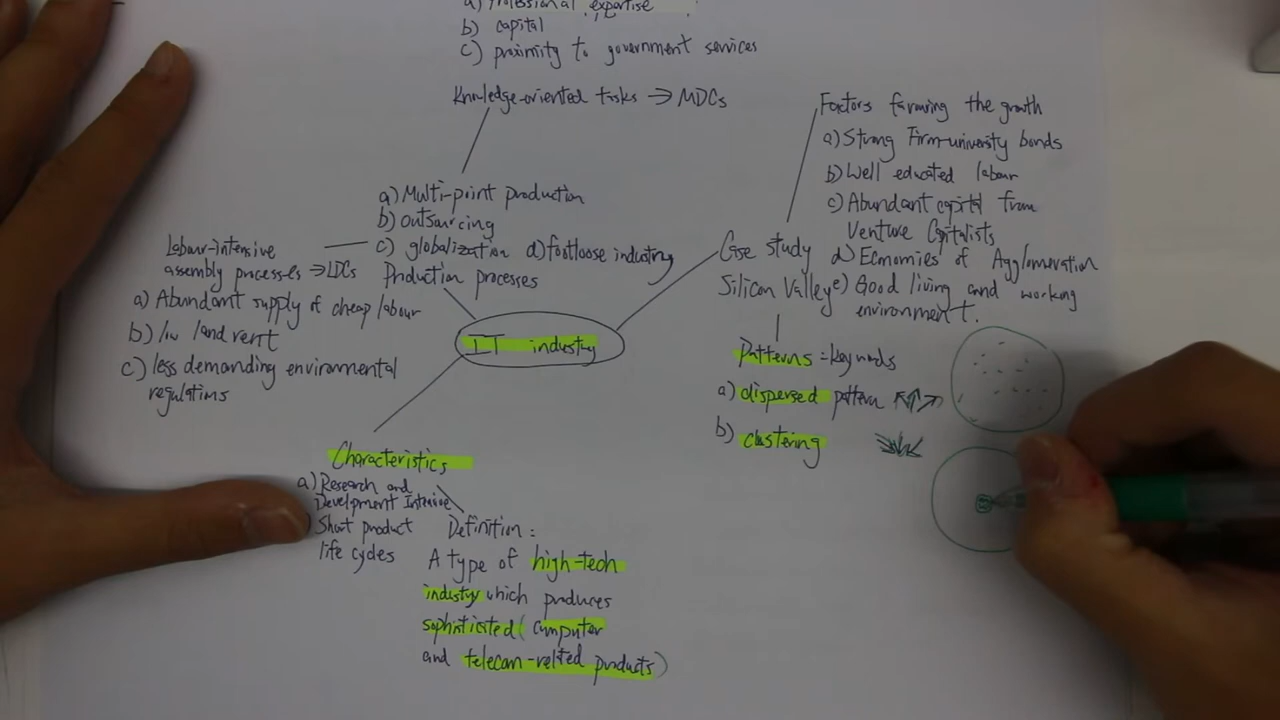 a) Professional expertise
b) capital
c) proximity to government services
Knowledge-oriented tasks → MDCs
a) Multi-point production
b) Outsourcing
c) globalization d) footloose industry
Production processes
Labour-intensive
assembly processes → LDCs
a) Abundant supply of cheap labour
b) low land rent
c) less demanding environmental
regulations
IT industry
Case study
Silicon Valley
Factors favouring the growth
a) Strong Firm-university bonds
b) Well educated labour
c) Abundant capital from
Venture Capitalists
d) Economies of Agglomeration
e) Good living and working
environment.
Patterns = keywords
a) dispersed pattern
b) clustering
Characteristics
a) Research and
Development Intensive
Short product
life cycles
Definition:
A type of high-tech
industry which produces
sophisticated (computer
and telecom-related products)